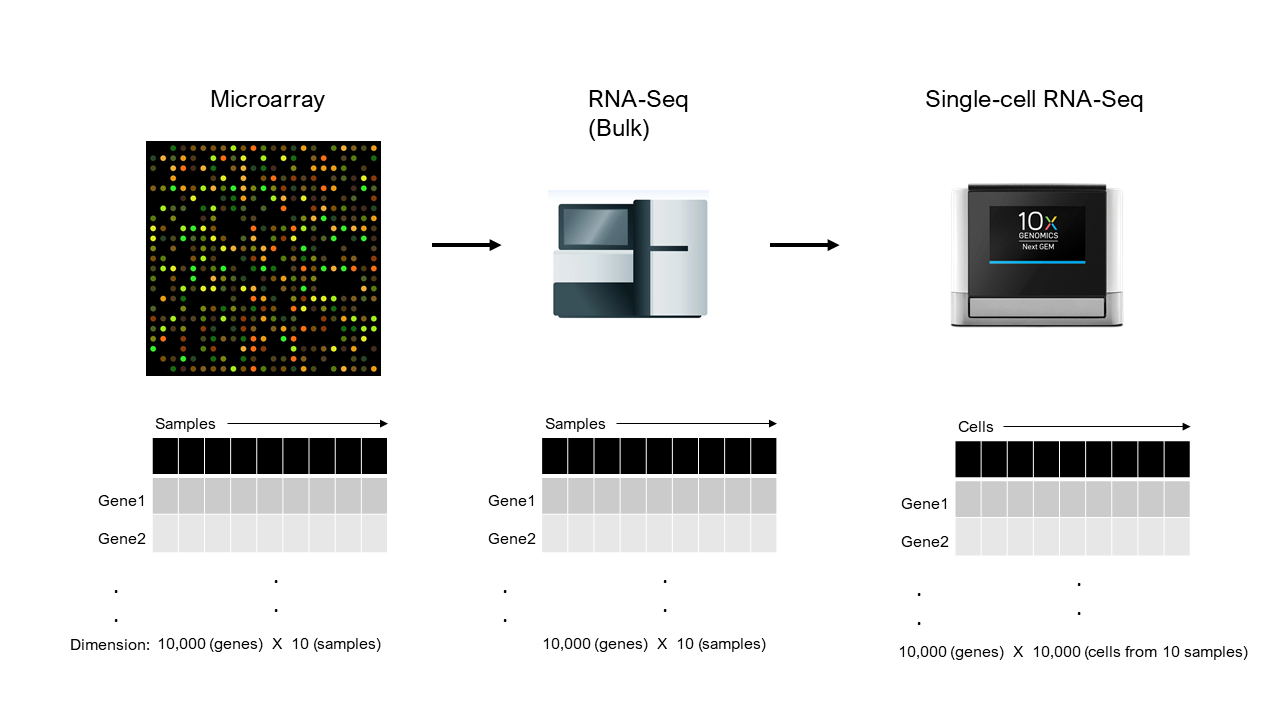 Microarray
RNA-Seq
(Bulk)
Single-cell RNA-Seq
10x
GENOMICS
Next GEM
Samples
Gene1
Gene2
.
.
.
.
Dimension: 10,000 (genes) X 10 (samples)
Samples
Gene1
Gene2
.
.
.
.
10,000 (genes) X 10 (samples)
Cells
Gene1
Gene2
.
.
.
.
10,000 (genes) X 10,000 (cells from 10 samples)